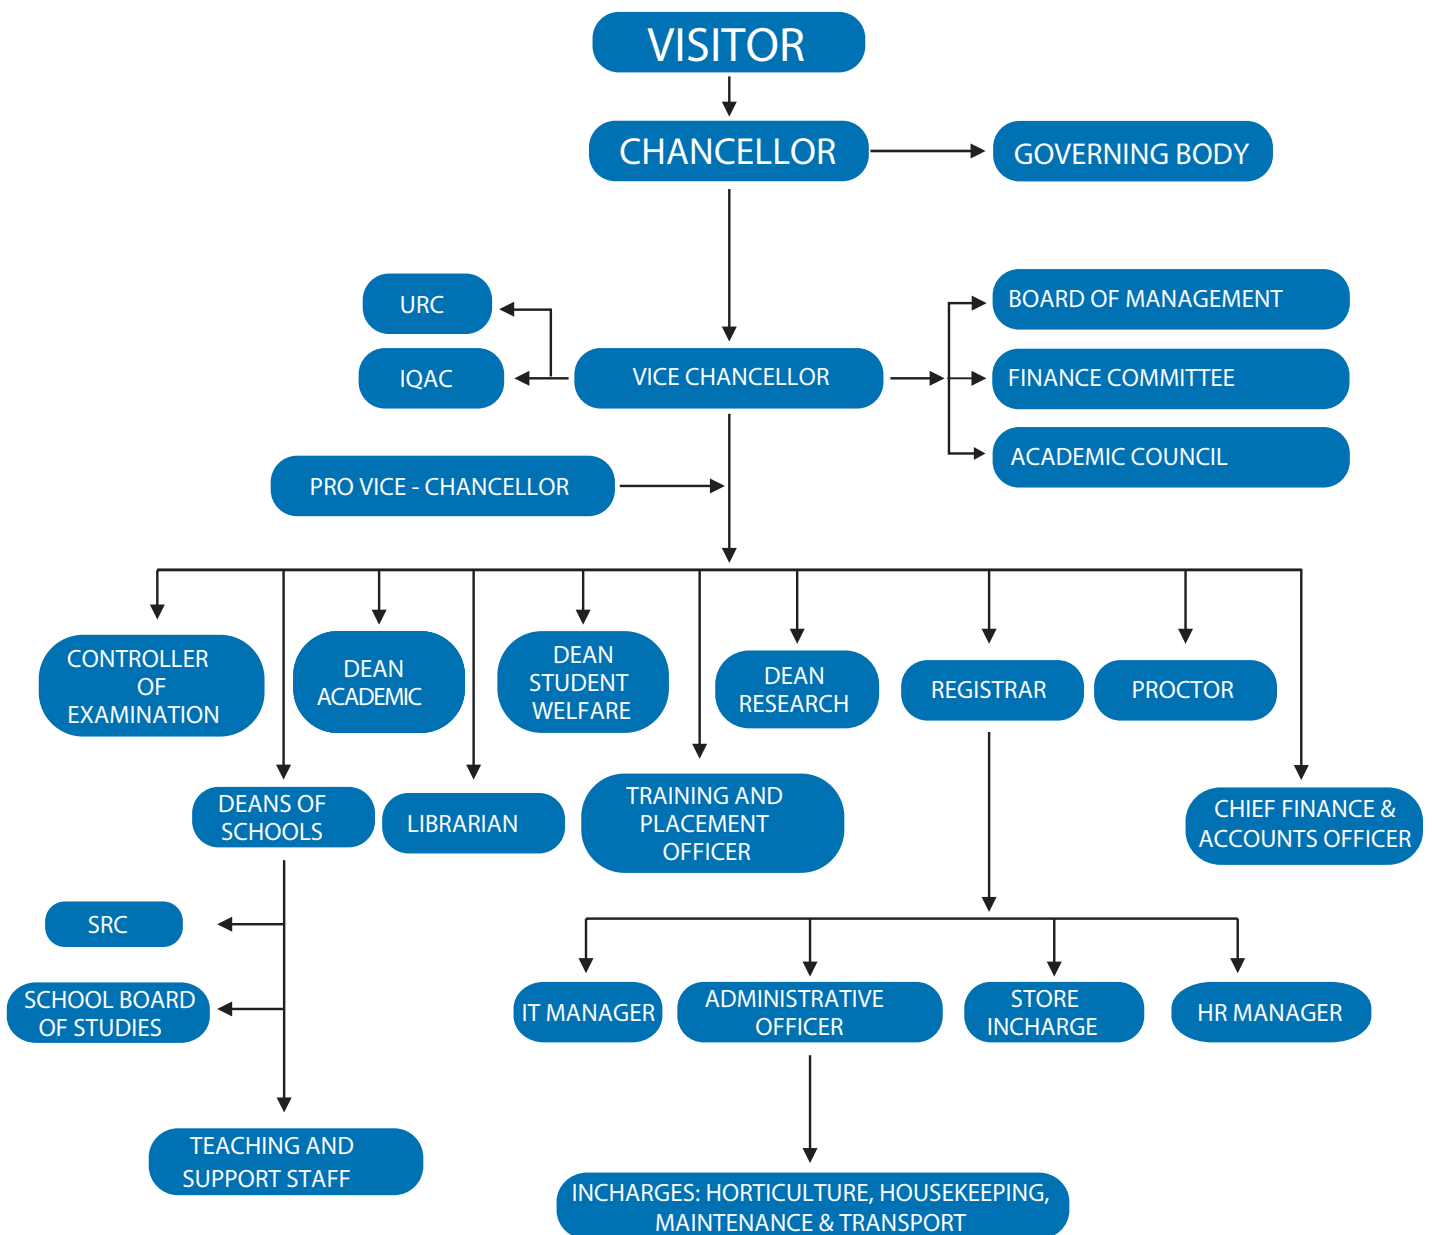 VISITOR
CHANCELLOR
GOVERNING BODY
URC
BOARD OF MANAGEMENT
IQAC
VICE CHANCELLOR
FINANCE COMMITTEE
ACADEMIC COUNCIL
PRO VICE - CHANCELLOR
CONTROLLER
OF
EXAMINATION
DEAN
ACADEMIC
DEAN
STUDENT
WELFARE
DEAN
RESEARCH
REGISTRAR
PROCTOR
DEANS OF
SCHOOLS
LIBRARIAN
TRAINING AND
PLACEMENT
OFFICER
CHIEF FINANCE &
ACCOUNTS OFFICER
SRC
SCHOOL BOARD
OF STUDIES
IT MANAGER
ADMINISTRATIVE
OFFICER
STORE
INCHARGE
HR MANAGER
TEACHING AND
SUPPORT STAFF
INCHARGES: HORTICULTURE, HOUSEKEEPING,
MAINTENANCE & TRANSPORT